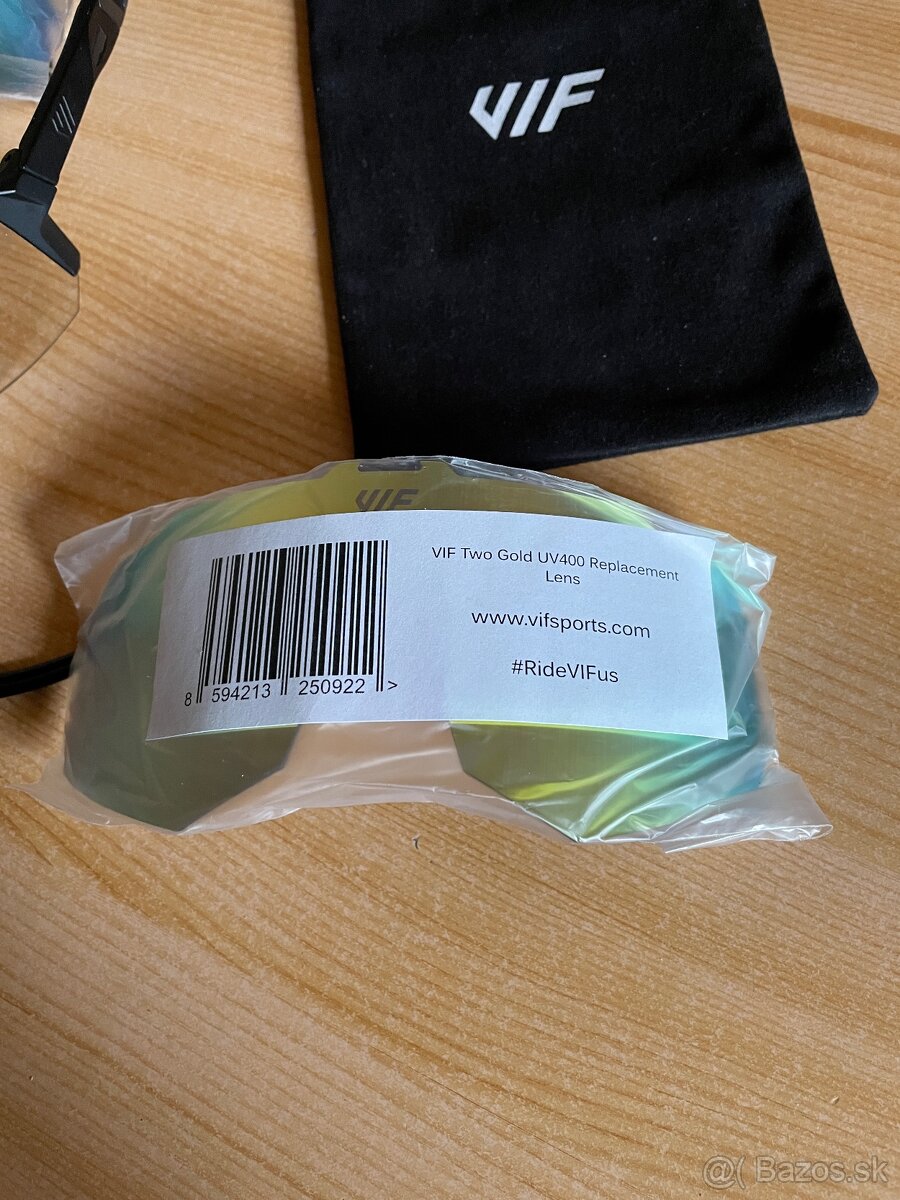 VIF
VIF
VIF Two Gold UV400 Replacement
Lens
www.vifsports.com
#RideVIFus
8 594213 250922 >
@( Bazos.sk